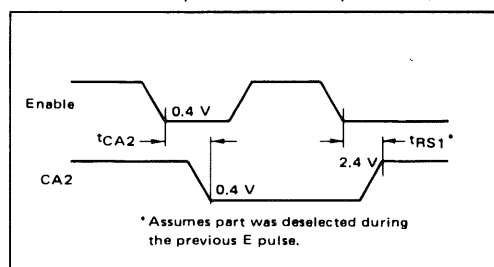 Enable
0.4 V
tCA2
tRS1*
2.4 V
CA2
0.4 V
*Assumes part was deselected during
the previous E pulse.